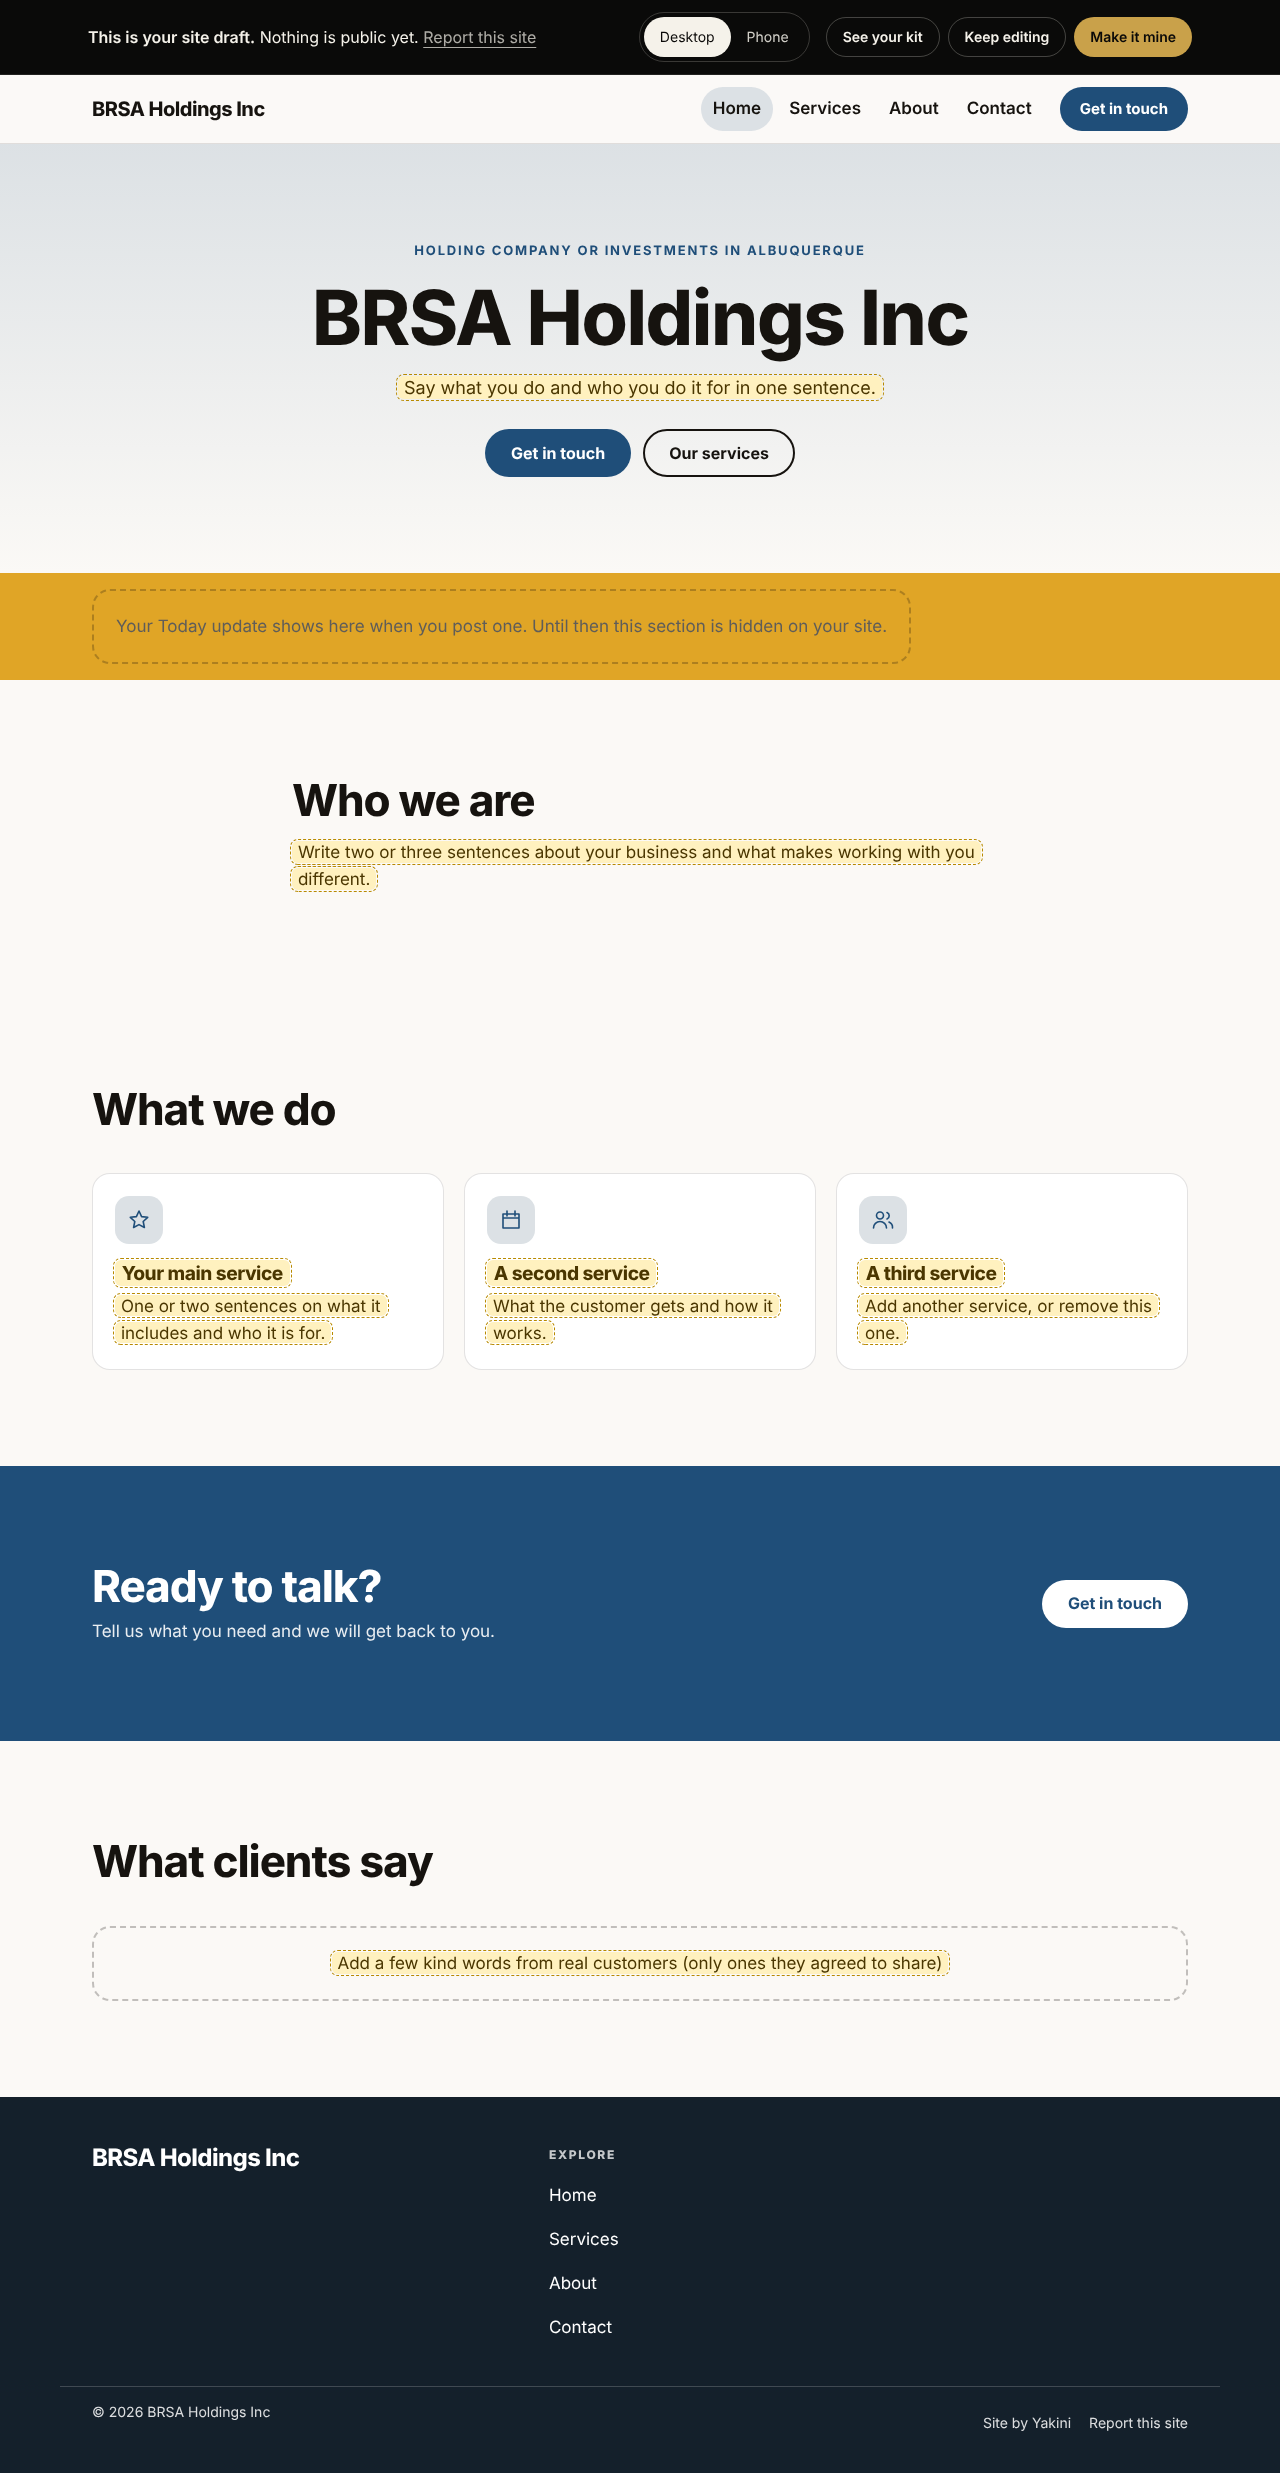 This is your site draft. Nothing is public yet. Report this site
Desktop
Phone
See your kit
Keep editing
Make it mine
BRSA Holdings Inc
Home
Services
About
Contact
Get in touch
HOLDING COMPANY OR INVESTMENTS IN ALBUQUERQUE
BRSA Holdings Inc
Say what you do and who you do it for in one sentence.
Get in touch
Our services
Your Today update shows here when you post one. Until then this section is hidden on your site.
Who we are
Write two or three sentences about your business and what makes working with you
different.
What we do
Your main service
One or two sentences on what it
includes and who it is for.
A second service
What the customer gets and how it
works.
A third service
Add another service, or remove this
one.
Ready to talk?
Tell us what you need and we will get back to you.
Get in touch
What clients say
Add a few kind words from real customers (only ones they agreed to share)
BRSA Holdings Inc
EXPLORE
Home
Services
About
Contact
© 2026 BRSA Holdings Inc
Site by Yakini
Report this site